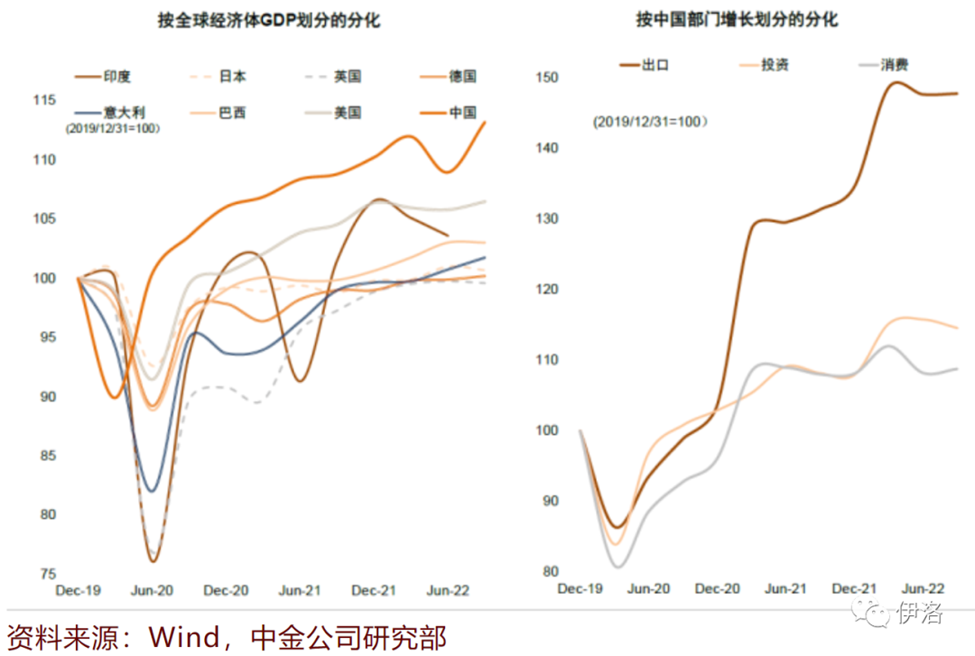 按全球经济体GDP划分的分化
印度 日本 英国 德国
意大利 巴西 美国 中国
(2019/12/31=100)
115
110
105
100
95
90
85
80
75
Dec-19 Jun-20 Dec-20 Jun-21 Dec-21 Jun-22
按中国部门增长划分的分化
出口 投资 消费
(2019/12/31=100)
150
140
130
120
110
100
90
80
Dec-19 Jun-20 Dec-20 Jun-21 Dec-21 Jun-22
伊洛
资料来源：Wind，中金公司研究部